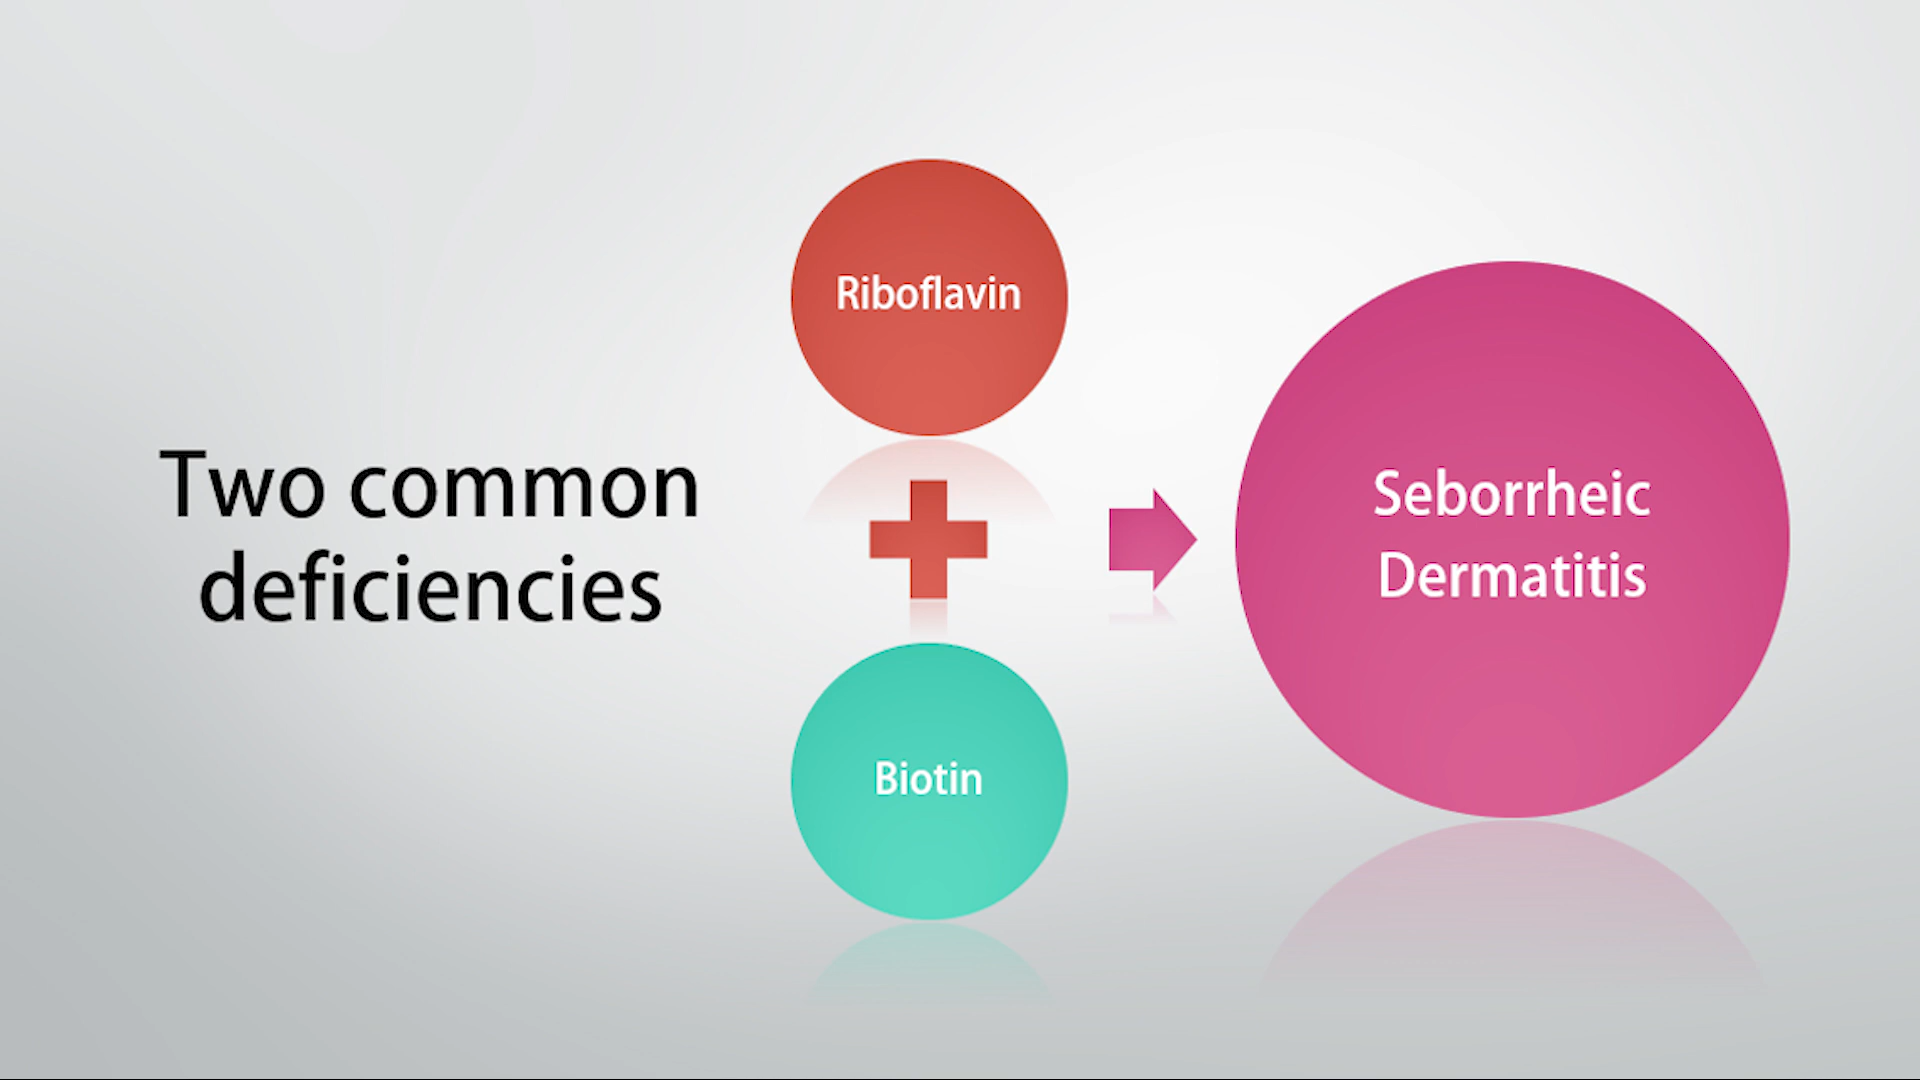 Two common
deficiencies
Riboflavin
Biotin
Seborrheic
Dermatitis